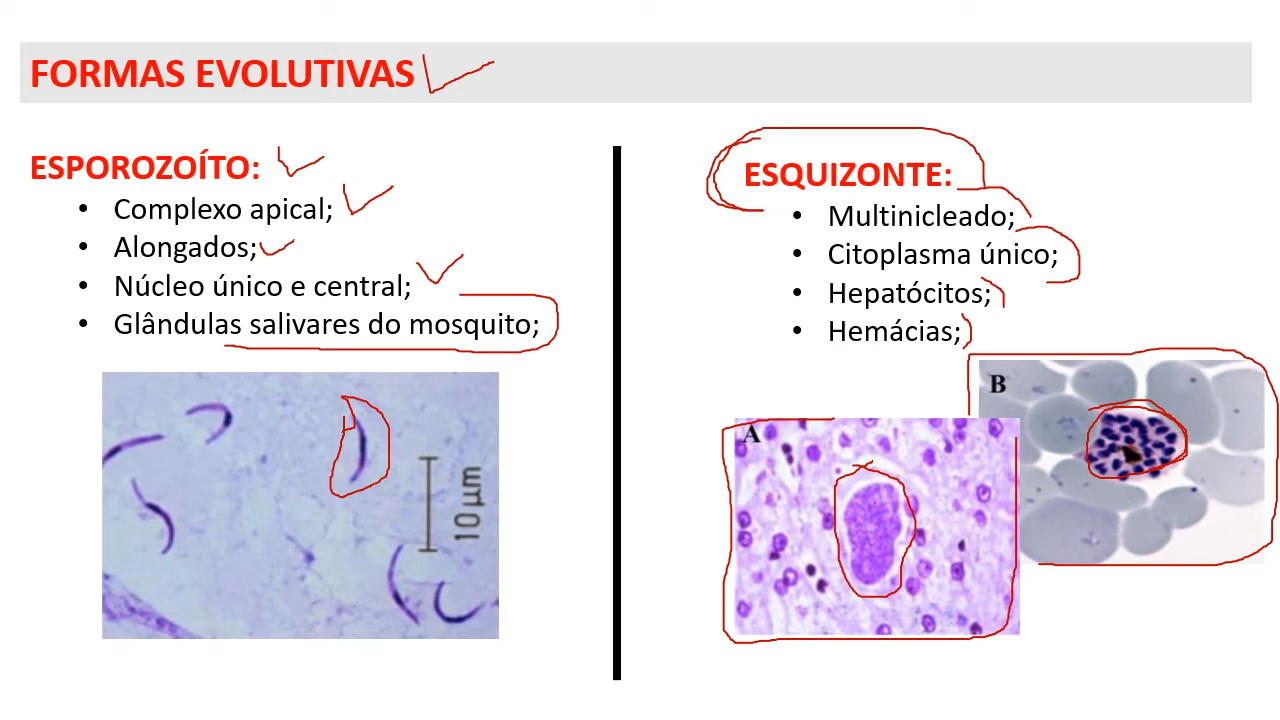 FORMAS EVOLUTIVAS
ESPOROZOÍTO:
• Complexo apical;
• Alongados;
• Núcleo único e central;
• Glândulas salivares do mosquito;
10 µm
ESQUIZONTE:
• Multinicleado;
• Citoplasma único;
• Hepatócitos;
• Hemácias;
A
B